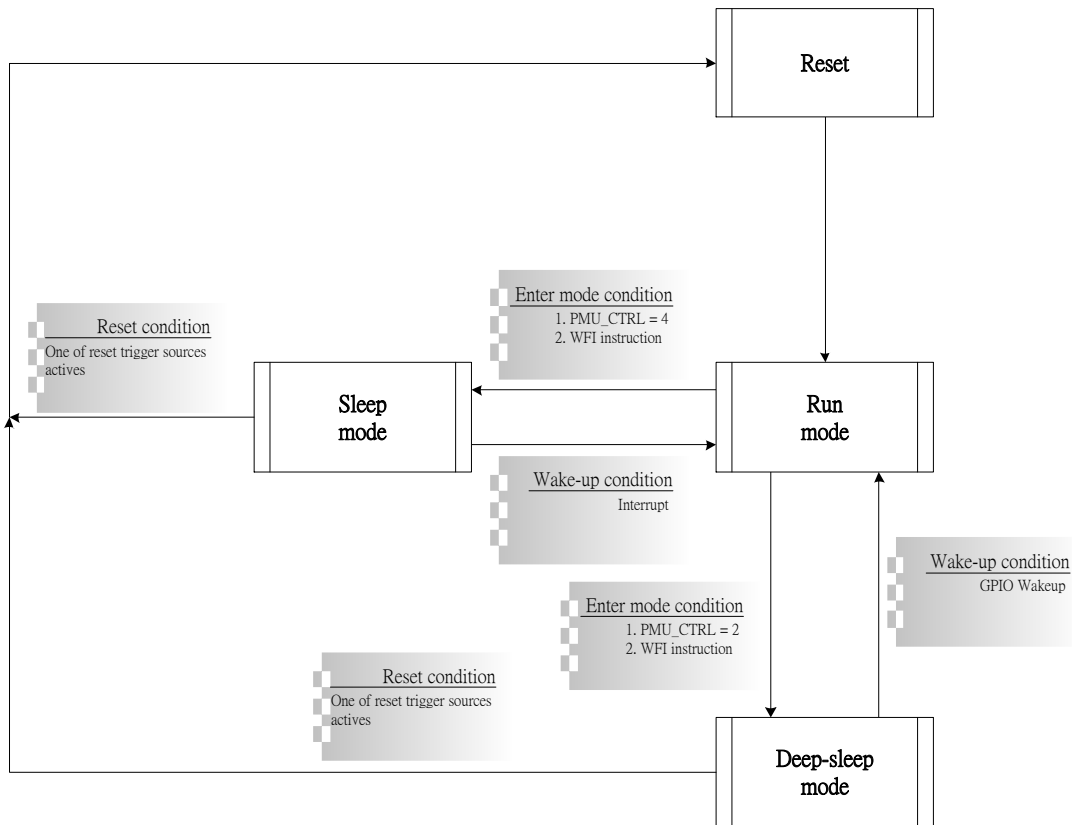 Reset
Enter mode condition
1. PMU_CTRL = 4
2. WFI instruction
Reset condition
One of reset trigger sources
actives
Sleep
mode
Run
mode
Wake-up condition
Interrupt
Wake-up condition
GPIO Wakeup
Enter mode condition
1. PMU_CTRL = 2
2. WFI instruction
Reset condition
One of reset trigger sources
actives
Deep-sleep
mode